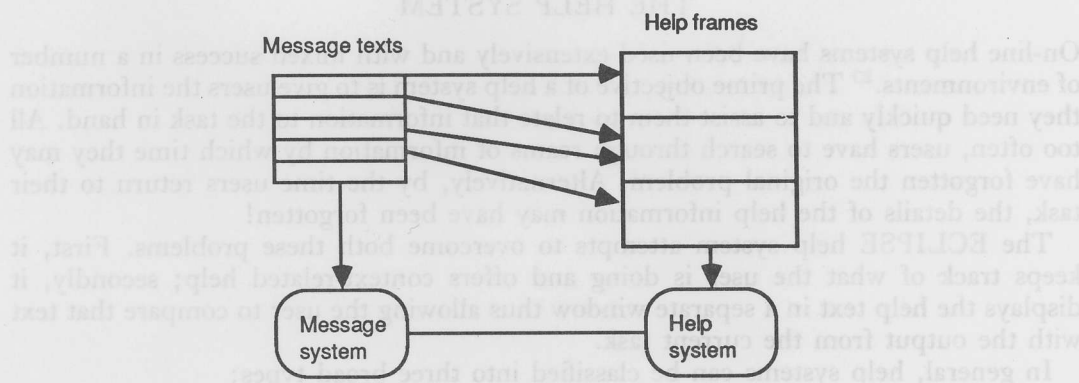 Help frames
Message texts
Message
system
Help
system
THE HELP SYSTEM
On-line help systems have been used extensively and with mixed success in a number
of environments. The prime objective of a help system is to give users the information
they need quickly and to assist them to relate that information to the task in hand. All
too often, users have to search through reams of information by which time they may
have forgotten the original problem. Alternatively, by the time users return to their
task, the details of the help information may have been forgotten!
The ECLIPSE help system attempts to overcome both these problems. First, it
keeps track of what the user is doing and offers context-related help; secondly, it
displays the help text in a separate window thus allowing the user to compare that text
with the output from the current task.
In general, help systems can be classified into three broad types: